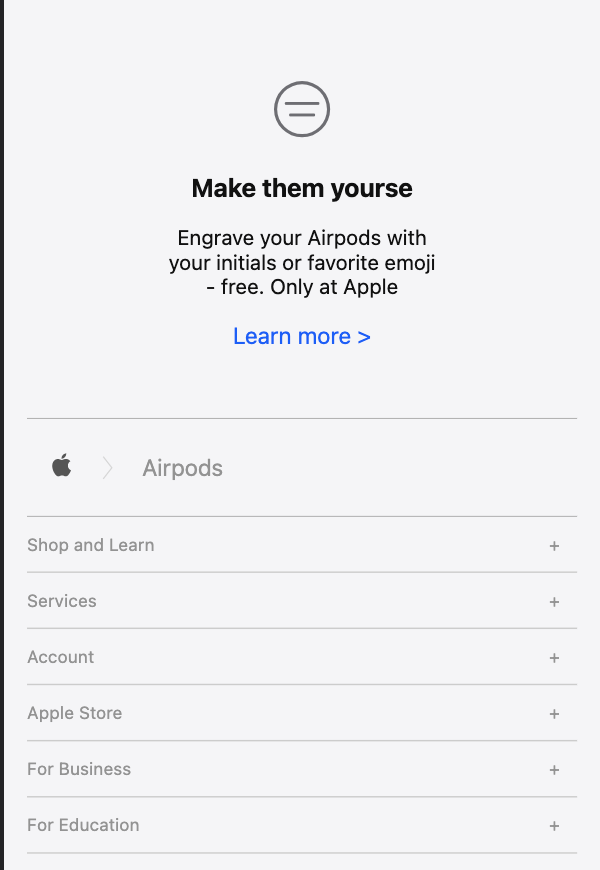 Make them yourse
Engrave your Airpods with
your initials or favorite emoji
- free. Only at Apple
Learn more >
Airpods
Shop and Learn +
Services +
Account +
Apple Store +
For Business +
For Education +